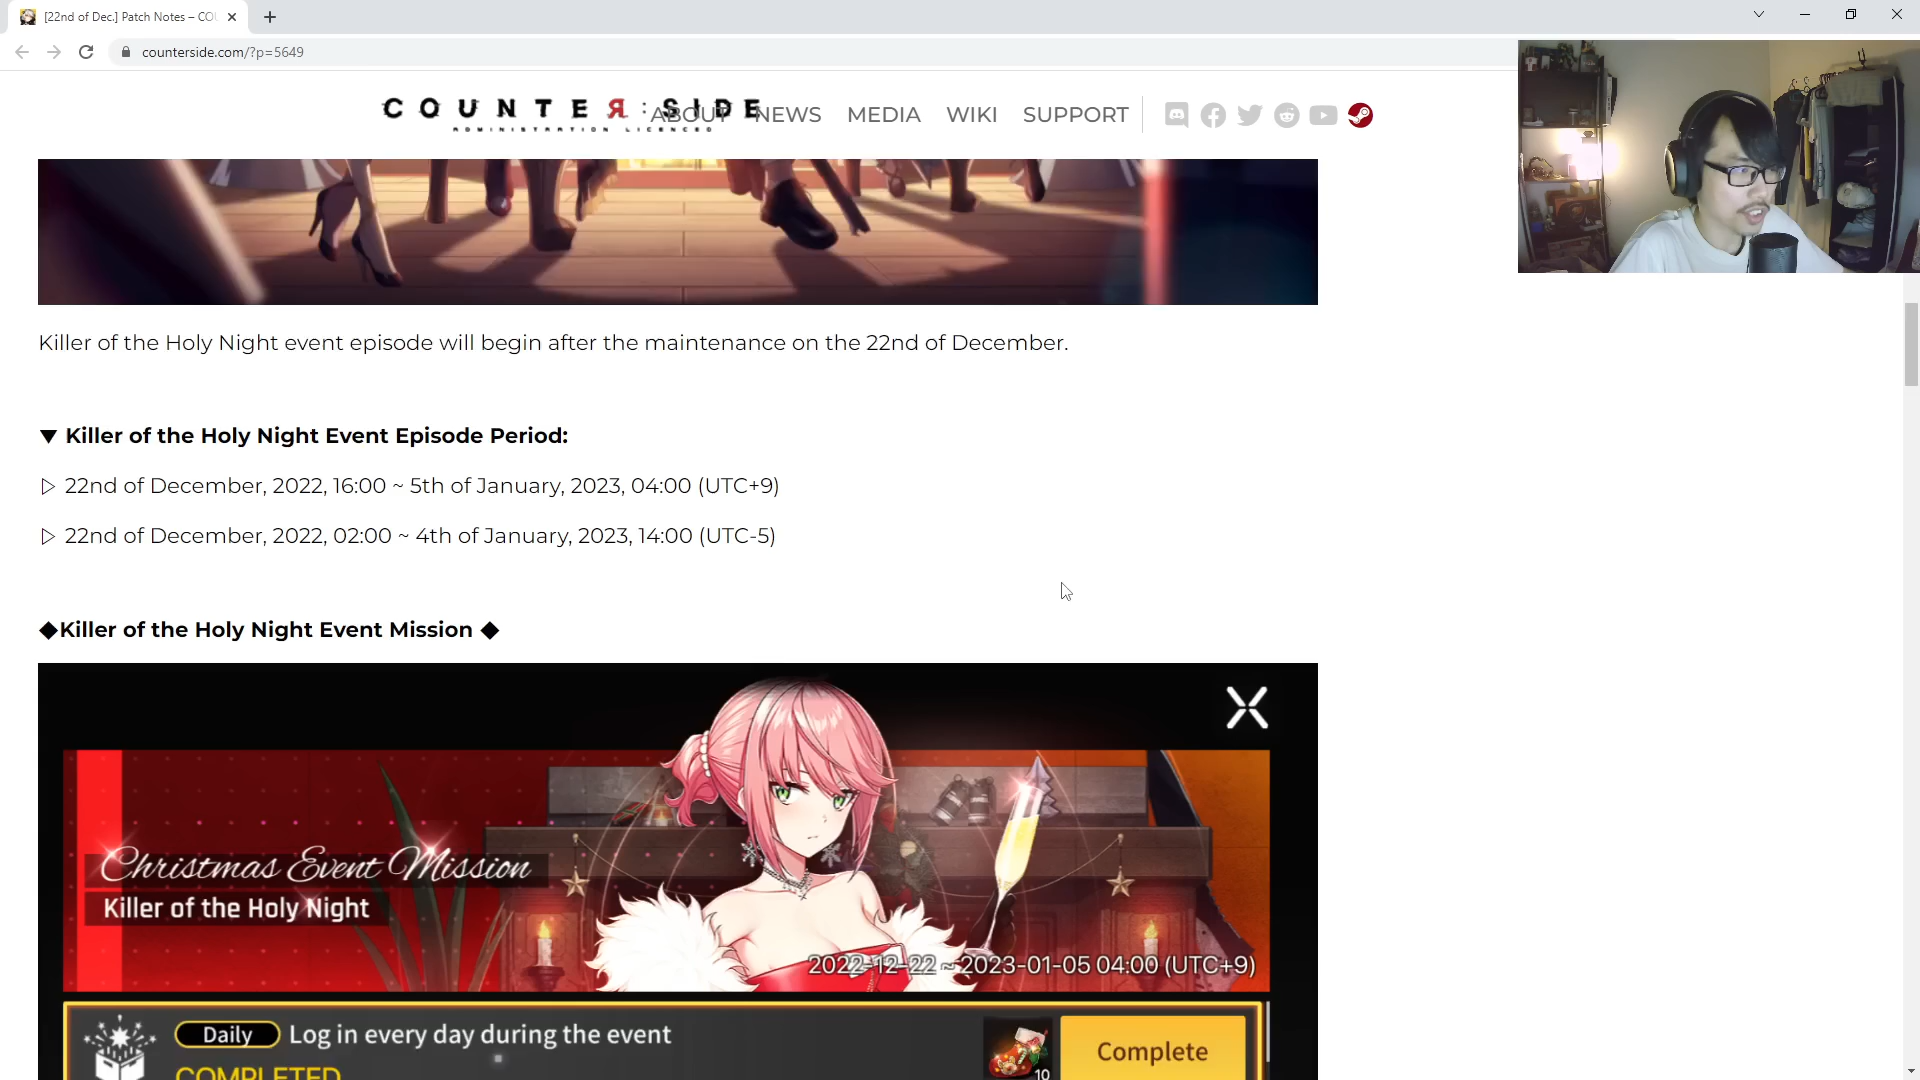 [22nd of Dec.] Patch Notes – COU
counterside.com/?p=5649
COUNTER:SIDE
ADMINISTRATION LICENCED
ABOUT NEWS MEDIA WIKI SUPPORT
Killer of the Holy Night event episode will begin after the maintenance on the 22nd of December.
▼ Killer of the Holy Night Event Episode Period:
▷ 22nd of December, 2022, 16:00 ~ 5th of January, 2023, 04:00 (UTC+9)
▷ 22nd of December, 2022, 02:00 ~ 4th of January, 2023, 14:00 (UTC-5)
◆Killer of the Holy Night Event Mission ◆
Christmas Event Mission
Killer of the Holy Night
2022-12-22 ~ 2023-01-05 04:00 (UTC+9)
Daily Log in every day during the event
COMPLETED
10
Complete